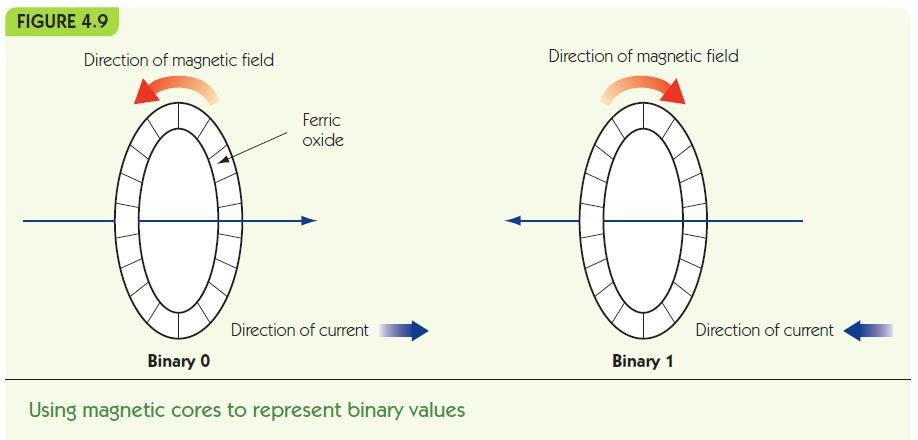 FIGURE 4.9
Direction of magnetic field
Ferric
oxide
Direction of current
Binary 0
Direction of magnetic field
Direction of current
Binary 1
Using magnetic cores to represent binary values